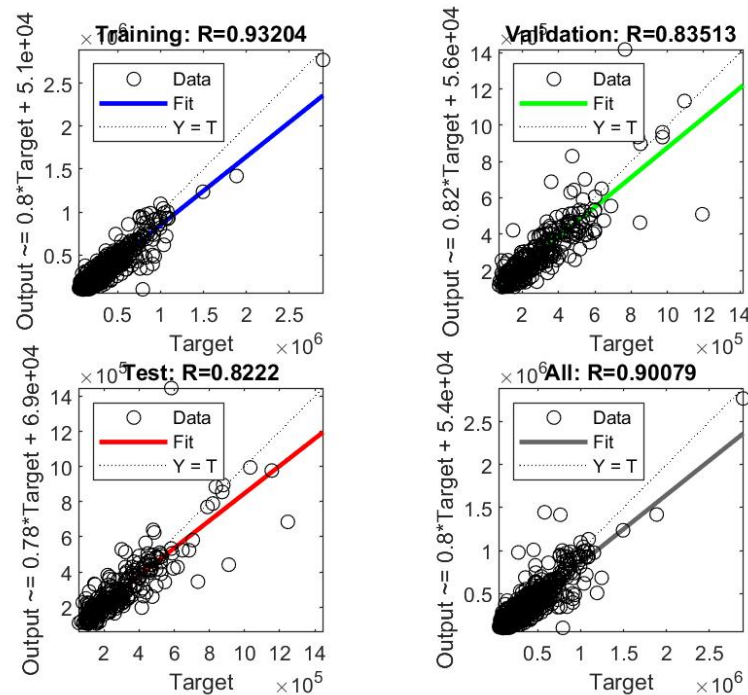 Training: R=0.93204
×10^6
Output ~= 0.8*Target + 5.1e+04
2.5
2
1.5
1
0.5
Data
Fit
Y = T
0.5 1 1.5 2 2.5
Target
×10^6
Validation: R=0.83513
×10^5
Output ~= 0.82*Target + 5.6e+04
14
12
10
8
6
4
2
Data
Fit
Y = T
2 4 6 8 10 12 14
Target
×10^5
Test: R=0.8222
×10^5
Output ~= 0.78*Target + 6.9e+04
14
12
10
8
6
4
2
Data
Fit
Y = T
2 4 6 8 10 12 14
Target
×10^5
All: R=0.90079
×10^6
Output ~= 0.8*Target + 5.4e+04
2.5
2
1.5
1
0.5
Data
Fit
Y = T
0.5 1 1.5 2 2.5
Target
×10^6